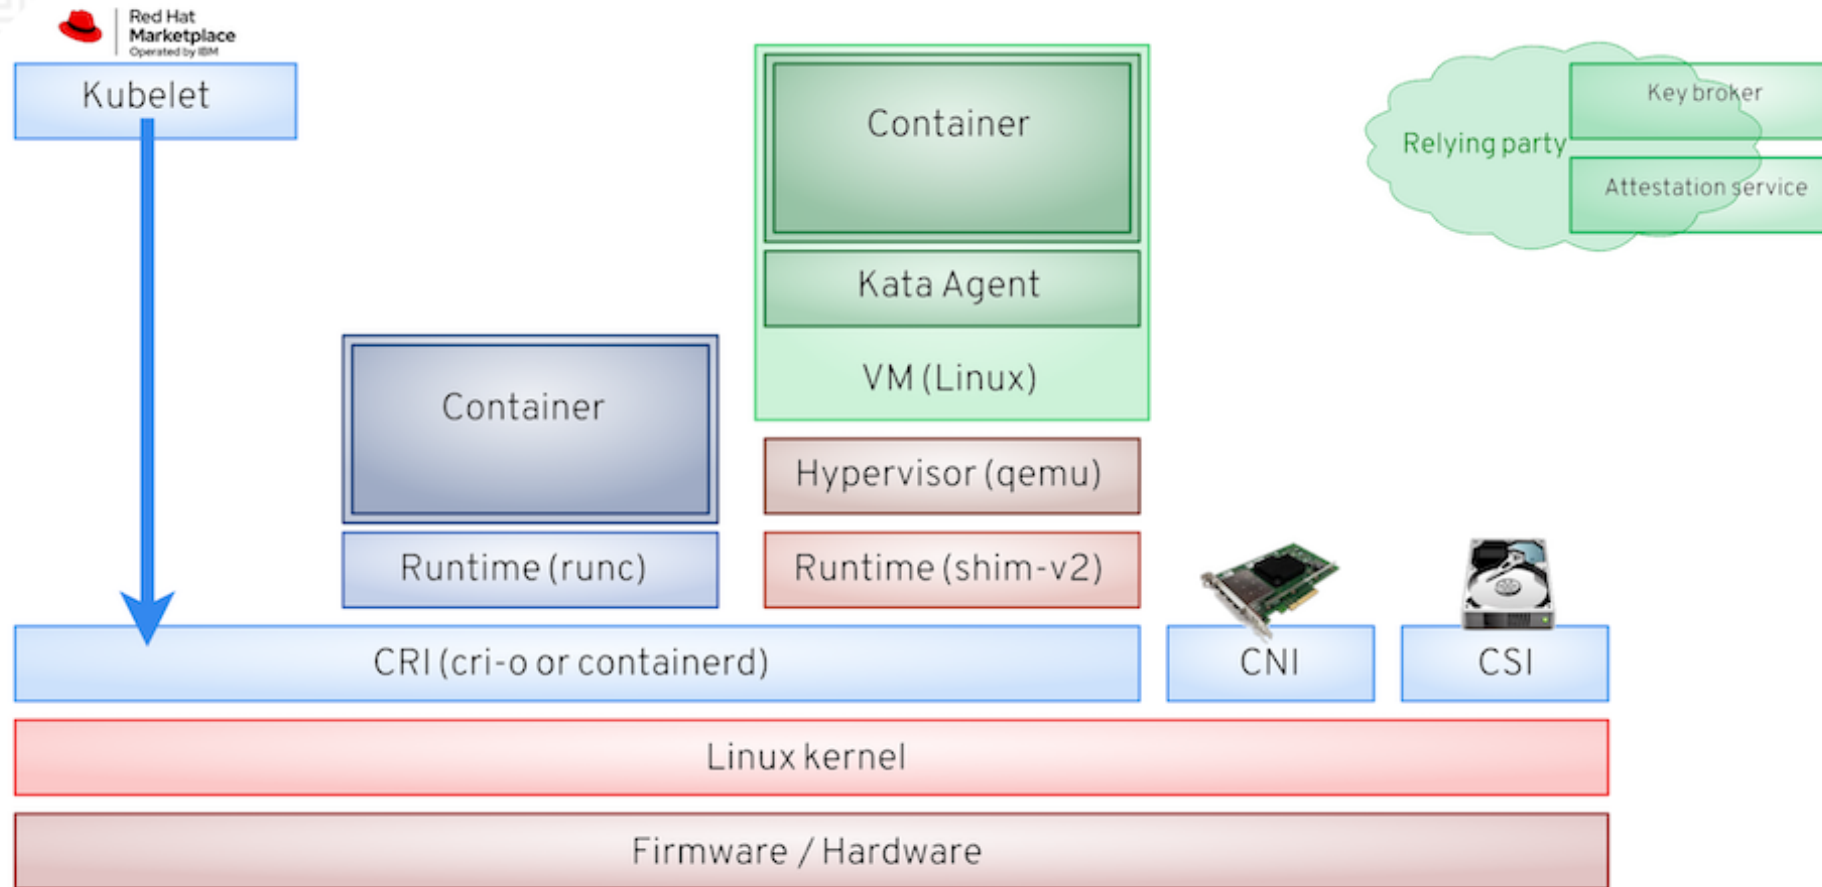 Red Hat
Marketplace
Operated by IBM
Kubelet
Container
Key broker
Relying party
Attestation service
Kata Agent
VM (Linux)
Container
Hypervisor (qemu)
Runtime (runc)
Runtime (shim-v2)
CRI (cri-o or containerd)
CNI
CSI
Linux kernel
Firmware / Hardware